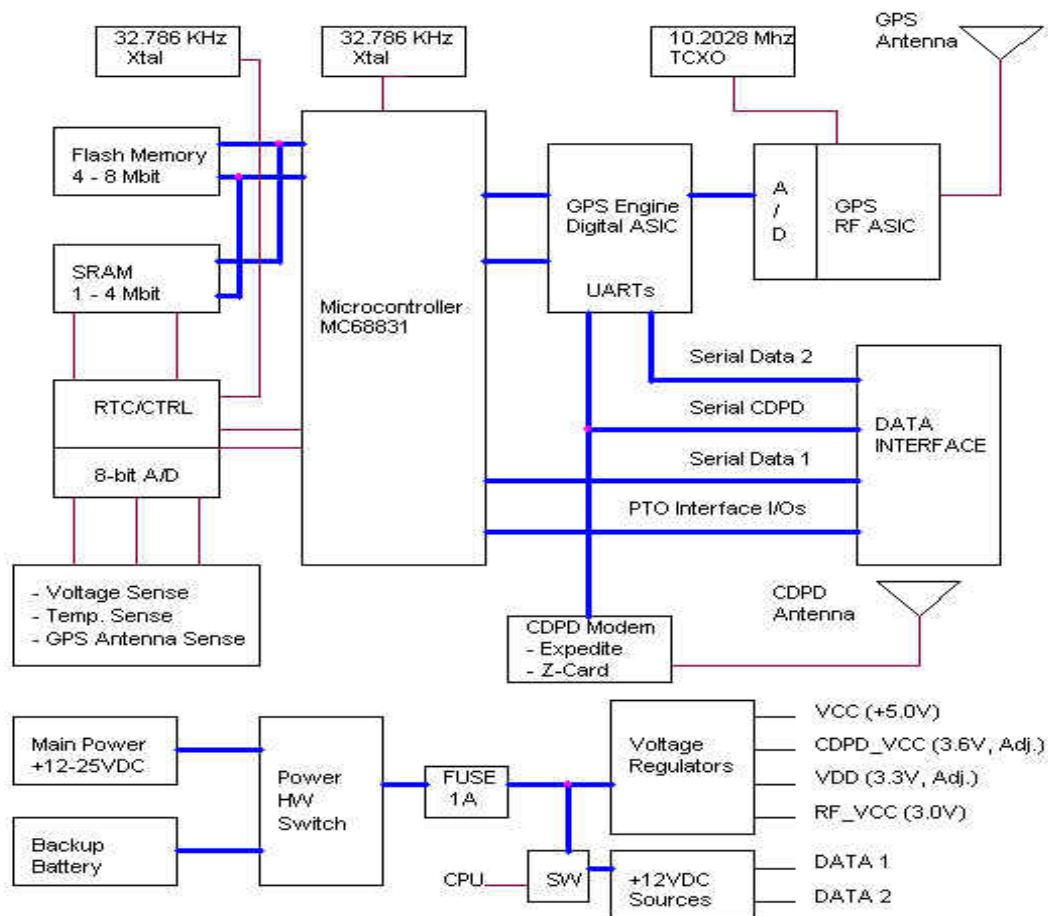 32.786 KHz
Xtal
32.786 KHz
Xtal
10.2028 Mhz
TCXO
GPS
Antenna
Flash Memory
4 - 8 Mbit
SRAM
1 - 4 Mbit
Microcontroller
MC68831
GPS Engine
Digital ASIC
UARTs
A
/
D
GPS
RF ASIC
RTC/CTRL
8-bit A/D
Serial Data 2
Serial CDPD
Serial Data 1
PTO Interface I/Os
DATA
INTERFACE
- Voltage Sense
- Temp. Sense
- GPS Antenna Sense
CDPD Modem
- Expedite
- Z-Card
CDPD
Antenna
Main Power
+12-25VDC
Backup
Battery
Power
HW
Switch
FUSE
1A
Voltage
Regulators
VCC (+5.0V)
CDPD_VCC (3.6V, Adj.)
VDD (3.3V, Adj.)
RF_VCC (3.0V)
CPU
SW
+12VDC
Sources
DATA 1
DATA 2